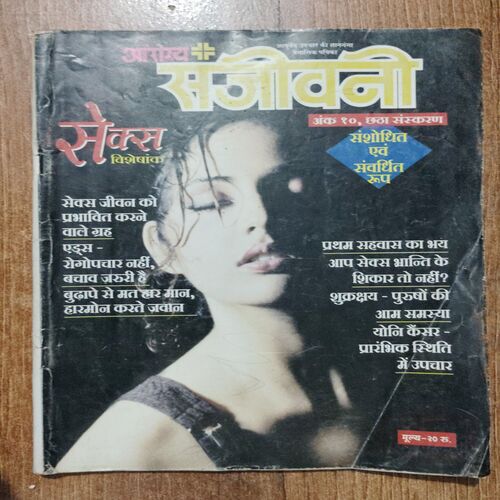 आरोग्य
संजीवनी
अंक १०, छठा संस्करण
सेक्स
विशेषांक
संशोधित
एवं
संवर्धित
रूप
सेक्स जीवन को
प्रभावित करने
वाले ग्रह
एड्स -
रोगोपचार नहीं,
बचाव ज़रुरी है
बुढ़ापे से मत हार मान,
हारमोन करते जवान
प्रथम सहवास का भय
आप सेक्स भ्रान्ति के
शिकार तो नहीं?
शुक्रक्षय - पुरुषों की
आम समस्या
योनि कैंसर -
प्रारंभिक स्थिति
में उपचार
मूल्य-२० रु.